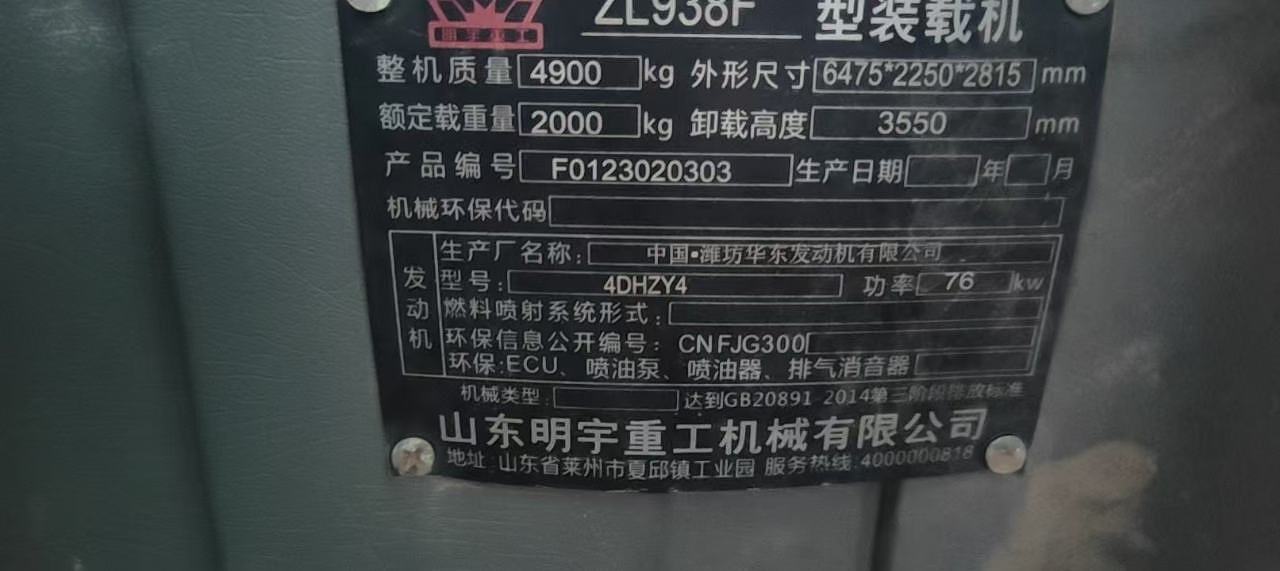 ZL938F 型装载机
整机质量 4900 kg 外形尺寸 6475*2250*2815 mm
额定载重量 2000 kg 卸载高度 3550 mm
产品编号 F0123020303 生产日期 年 月
机械环保代码
发动机
生产厂名称: 中国•潍坊华东发动机有限公司
型号: 4DHZY4 功率 76 kw
燃料喷射系统形式:
环保信息公开编号: CNFJG300
环保:ECU、喷油泵、喷油器、排气消音器
机械类型: 达到GB20891 2014第三阶段排放标准
山东明宇重工机械有限公司
地址:山东省莱州市夏邱镇工业园 服务热线:4000000818